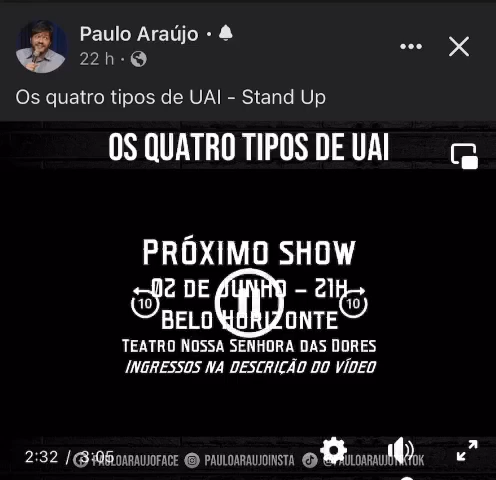 Paulo Araújo
22 h
Os quatro tipos de UAI - Stand Up
OS QUATRO TIPOS DE UAI
PRÓXIMO SHOW
02 DE JUNHO – 21H
10
10
BELO HORIZONTE
TEATRO NOSSA SENHORA DAS DORES
INGRESSOS NA DESCRIÇÃO DO VÍDEO
2:32 / 3:05
PAULOARAUJOFACE
PAULOARAUJOINSTA